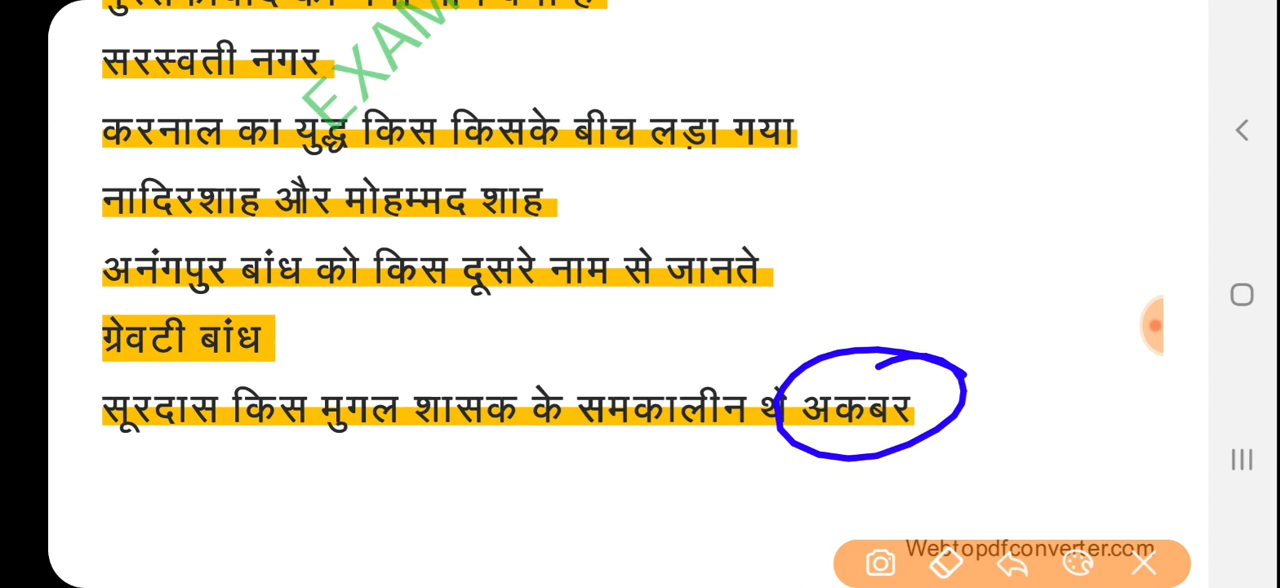 सरस्वती नगर
EXAM
करनाल का युद्ध किस किसके बीच लड़ा गया
नादिरशाह और मोहम्मद शाह
अनंगपुर बांध को किस दूसरे नाम से जानते
ग्रेवटी बांध
सूरदास किस मुगल शासक के समकालीन थे अकबर
Webtopdfconverter.com